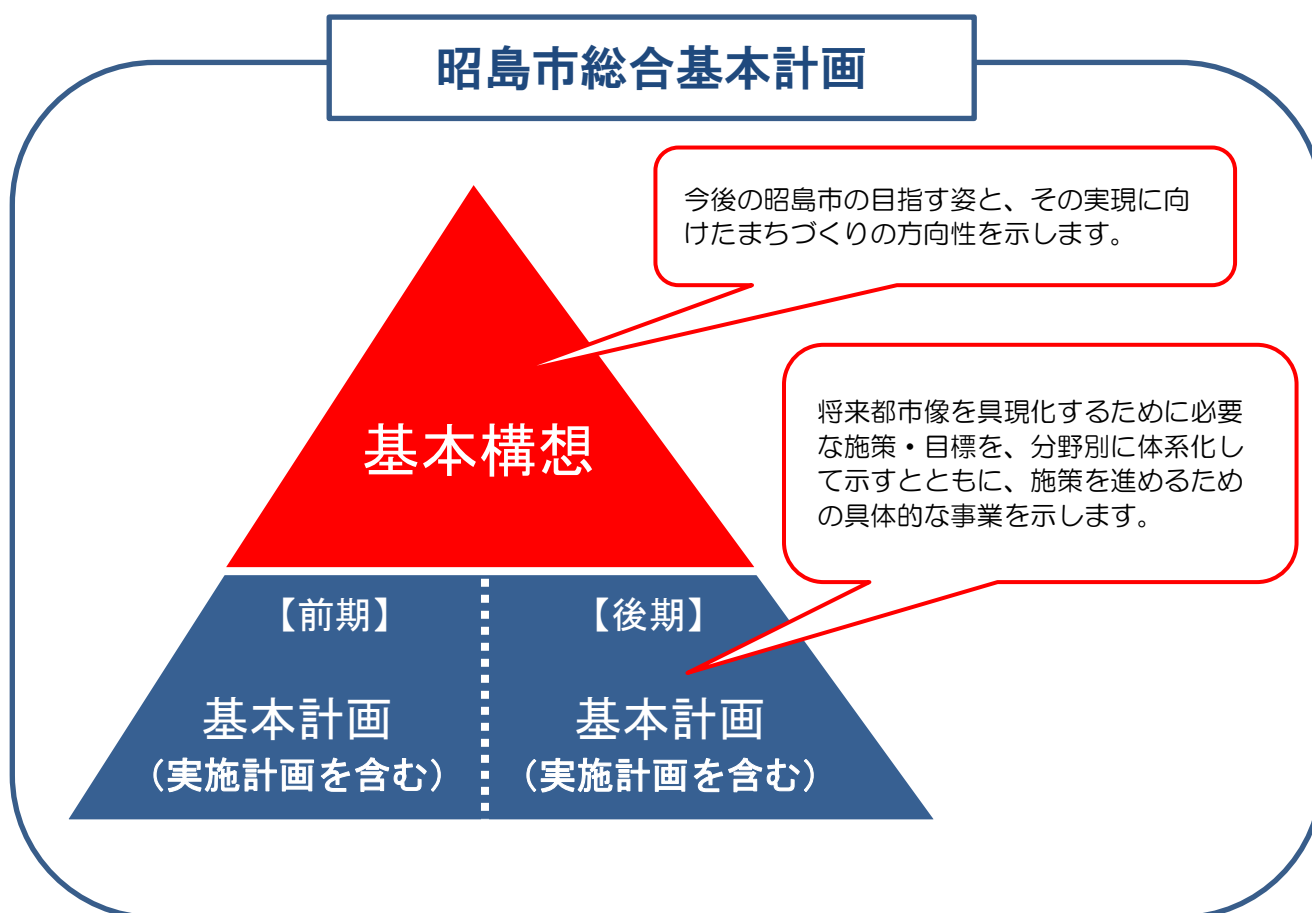 昭島市総合基本計画
今後の昭島市の目指す姿と、その実現に向
けたまちづくりの方向性を示します。
基本構想
将来都市像を具現化するために必要
な施策・目標を、分野別に体系化し
て示すとともに、施策を進めるため
の具体的な事業を示します。
【前期】
基本計画
（実施計画を含む）
【後期】
基本計画
（実施計画を含む）